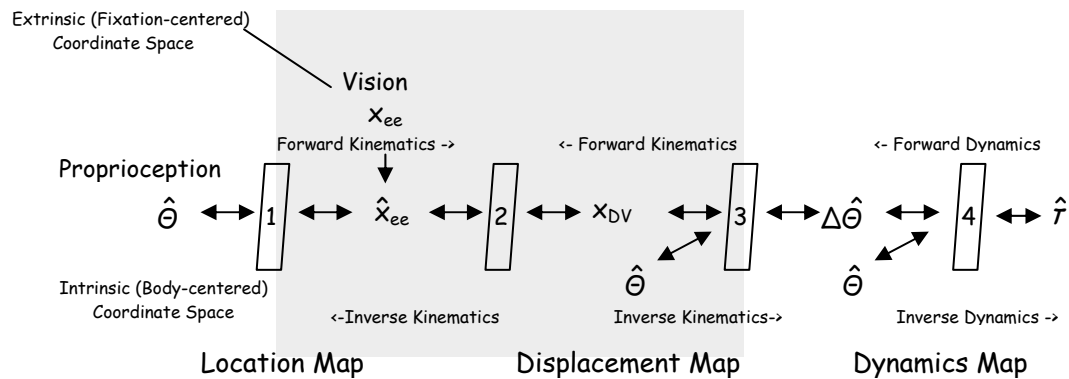 Extrinsic (Fixation-centered)
Coordinate Space
Vision
x_ee
Forward Kinematics ->
<- Forward Kinematics
<- Forward Dynamics
Proprioception
Θ̂ 1 x̂_ee 2 x_DV 3 ΔΘ̂ 4 τ̂
Θ̂ Θ̂
Intrinsic (Body-centered)
Coordinate Space
<-Inverse Kinematics
Inverse Kinematics->
Inverse Dynamics ->
Location Map
Displacement Map
Dynamics Map